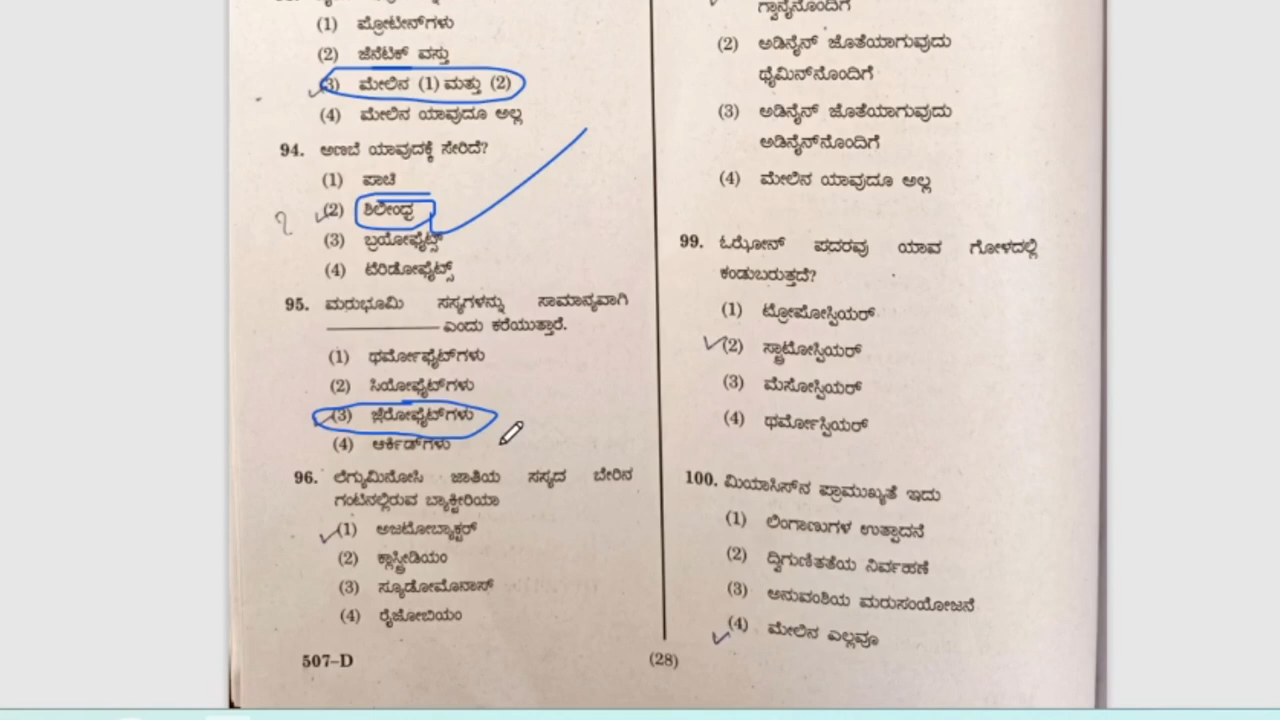 (1) ಪ್ರೋಟೀನ್‌ಗಳು
(2) ಜೆನೆಟಿಕ್ ವಸ್ತು
(3) ಮೇಲಿನ (1) ಮತ್ತು (2)
(4) ಮೇಲಿನ ಯಾವುದೂ ಅಲ್ಲ
94. ಅಣಬೆ ಯಾವುದಕ್ಕೆ ಸೇರಿದೆ?
(1) ಪಾಚಿ
(2) ಶಿಲೀಂಧ್ರ
(3) ಬ್ರಯೋಫೈಟ್ಸ್
(4) ಟೆರಿಡೋಫೈಟ್ಸ್
95. ಮರುಭೂಮಿ ಸಸ್ಯಗಳನ್ನು ಸಾಮಾನ್ಯವಾಗಿ
ಎಂದು ಕರೆಯುತ್ತಾರೆ.
(1) ಥರ್ಮೋಫೈಟ್‌ಗಳು
(2) ಸಿಯೋಫೈಟ್‌ಗಳು
(3) ಜೆರೋಫೈಟ್‌ಗಳು
(4) ಆರ್ಕಿಡ್‌ಗಳು
96. ಲೆಗ್ಯುಮಿನೋಸಿ ಜಾತಿಯ ಸಸ್ಯದ ಬೇರಿನ
ಗಂಟಿನಲ್ಲಿರುವ ಬ್ಯಾಕ್ಟೀರಿಯಾ
(1) ಅಜಟೋಬ್ಯಾಕ್ಟರ್
(2) ಕ್ಲಾಸ್ಟ್ರೀಡಿಯಂ
(3) ಸ್ಯೂಡೋಮೊನಾಸ್
(4) ರೈಜೋಬಿಯಂ
507–D
(28)
ಗ್ವಾನೈನೊಂದಿಗೆ
(2) ಅಡಿನೈನ್ ಜೊತೆಯಾಗುವುದು
ಥೈಮಿನ್‌ನೊಂದಿಗೆ
(3) ಅಡಿನೈನ್ ಜೊತೆಯಾಗುವುದು
ಅಡಿನೈನ್‌ನೊಂದಿಗೆ
(4) ಮೇಲಿನ ಯಾವುದೂ ಅಲ್ಲ
99. ಓಝೋನ್ ಪದರವು ಯಾವ ಗೋಳದಲ್ಲಿ
ಕಂಡುಬರುತ್ತದೆ?
(1) ಟ್ರೋಪೋಸ್ಪಿಯರ್
(2) ಸ್ಟ್ರಾಟೋಸ್ಪಿಯರ್
(3) ಮೆಸೋಸ್ಪಿಯರ್
(4) ಥರ್ಮೋಸ್ಪಿಯರ್
100. ಮಿಯಾಸಿಸ್‌ನ ಪ್ರಾಮುಖ್ಯತೆ ಇದು
(1) ಲಿಂಗಾಣುಗಳ ಉತ್ಪಾದನೆ
(2) ದ್ವಿಗುಣಿತತೆಯ ನಿರ್ವಹಣೆ
(3) ಅನುವಂಶಿಯ ಮರುಸಂಯೋಜನೆ
(4) ಮೇಲಿನ ಎಲ್ಲವೂ